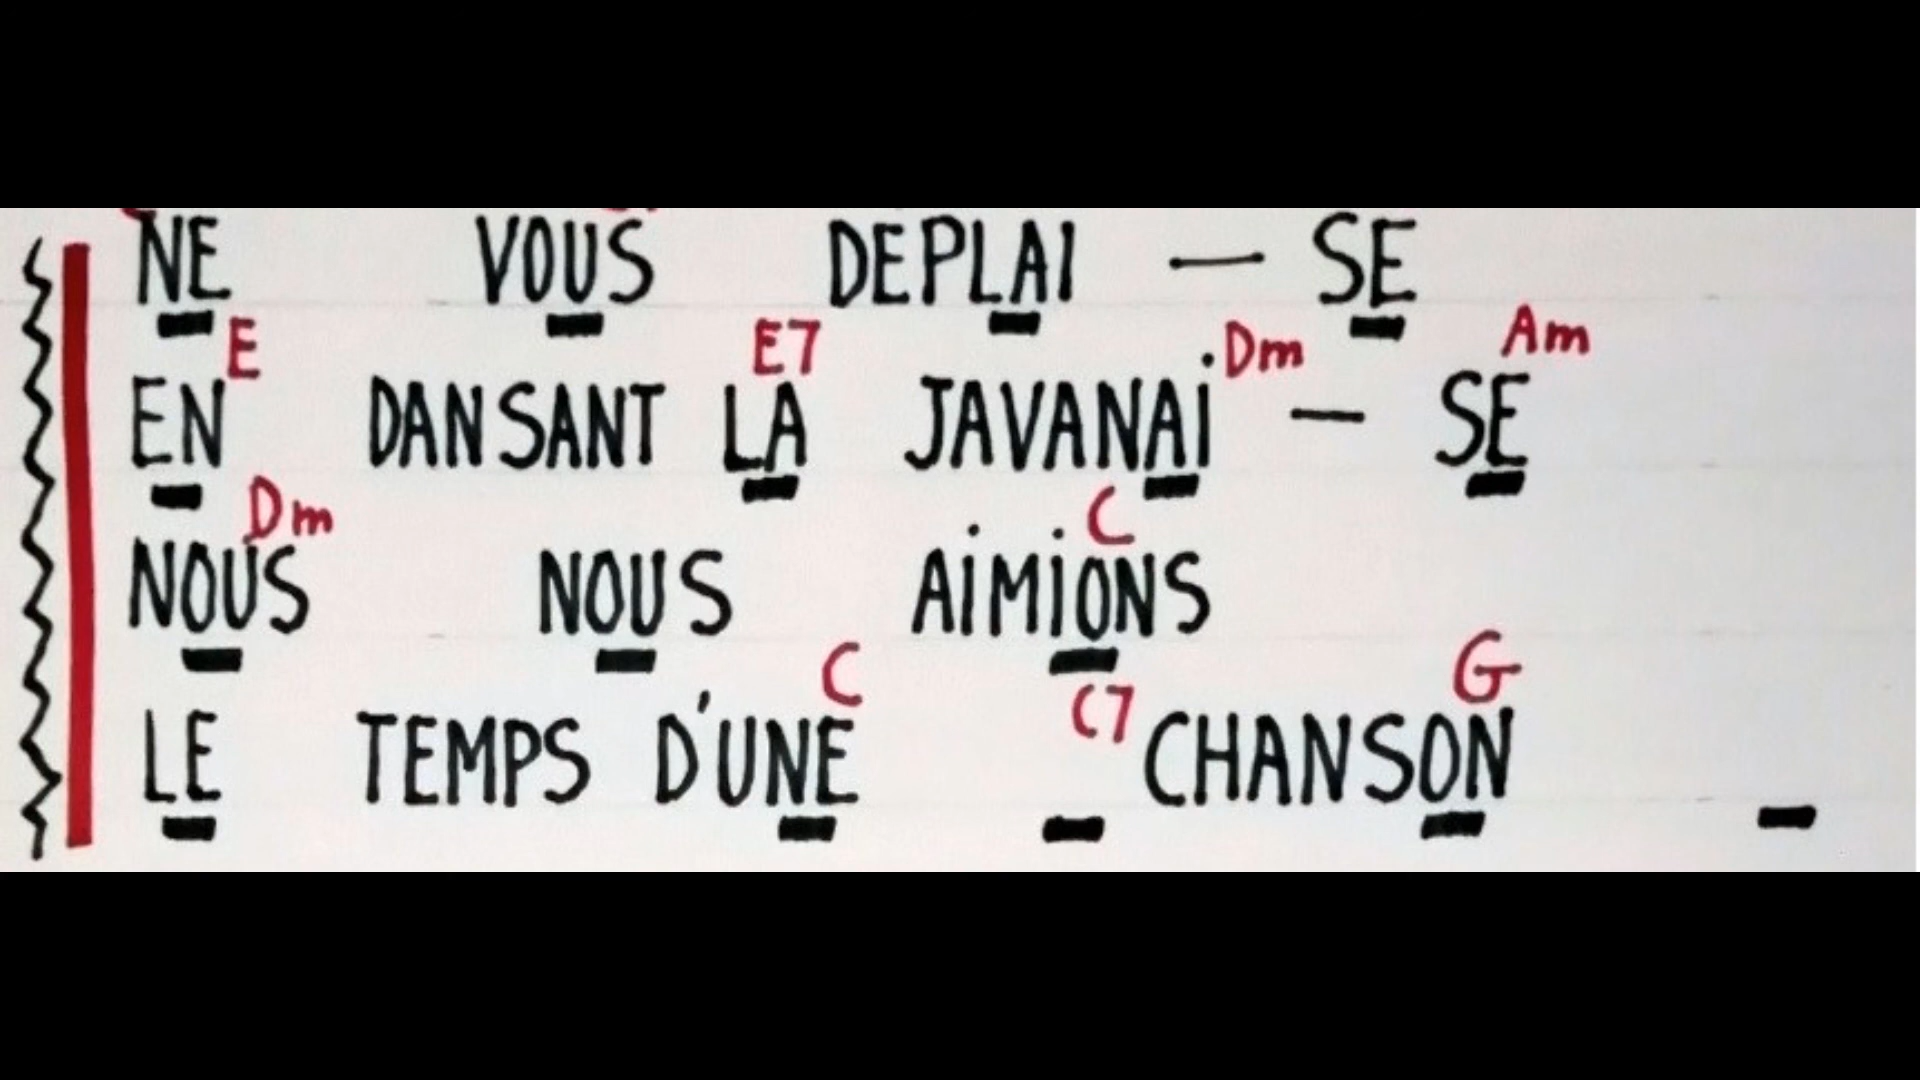 NE VOUS DEPLAI — SE
E E7 Dm Am
EN DANSANT LA JAVANAi — SE
Dm C
NOUS NOUS AiMiONS
C C7 G
LE TEMPS D'UNE CHANSON